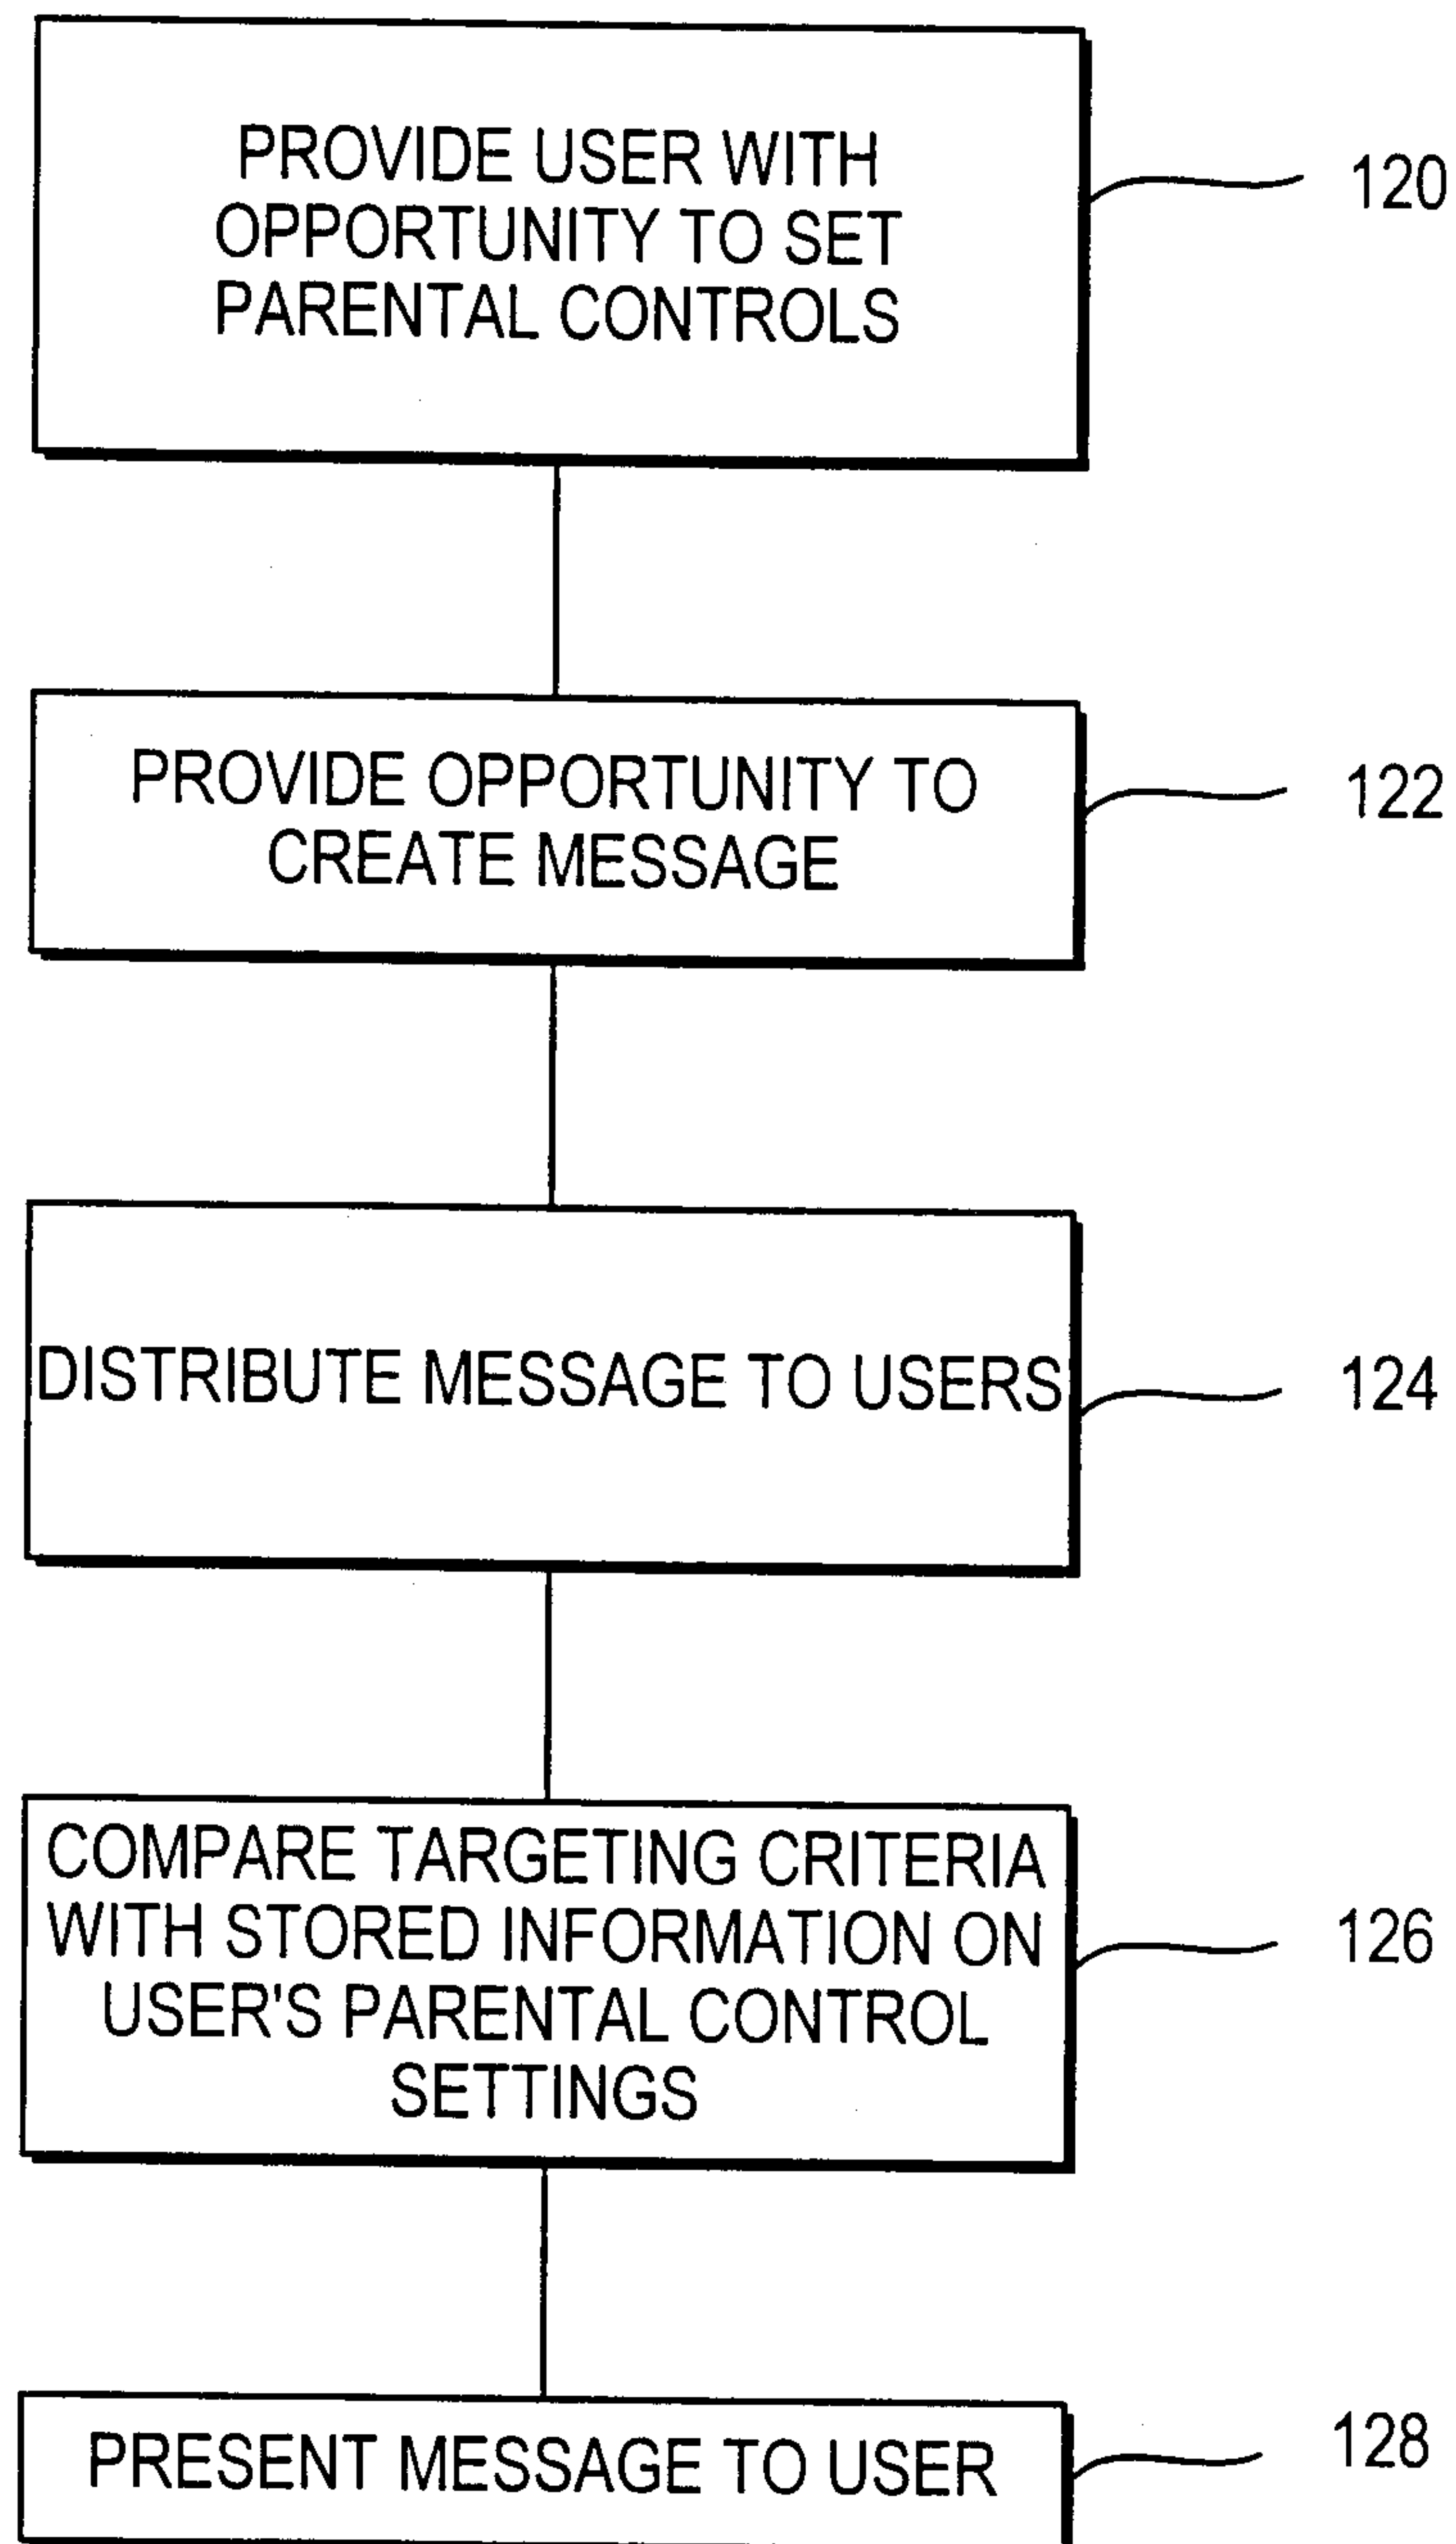 PROVIDE USER WITH
OPPORTUNITY TO SET
PARENTAL CONTROLS
120
PROVIDE OPPORTUNITY TO
CREATE MESSAGE
122
DISTRIBUTE MESSAGE TO USERS
124
COMPARE TARGETING CRITERIA
WITH STORED INFORMATION ON
USER'S PARENTAL CONTROL
SETTINGS
126
PRESENT MESSAGE TO USER
128